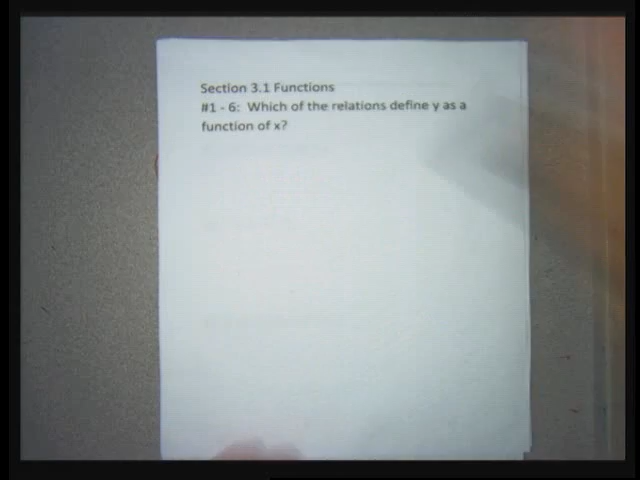 Section 3.1 Functions
#1 - 6:  Which of the relations define y as a
function of x?